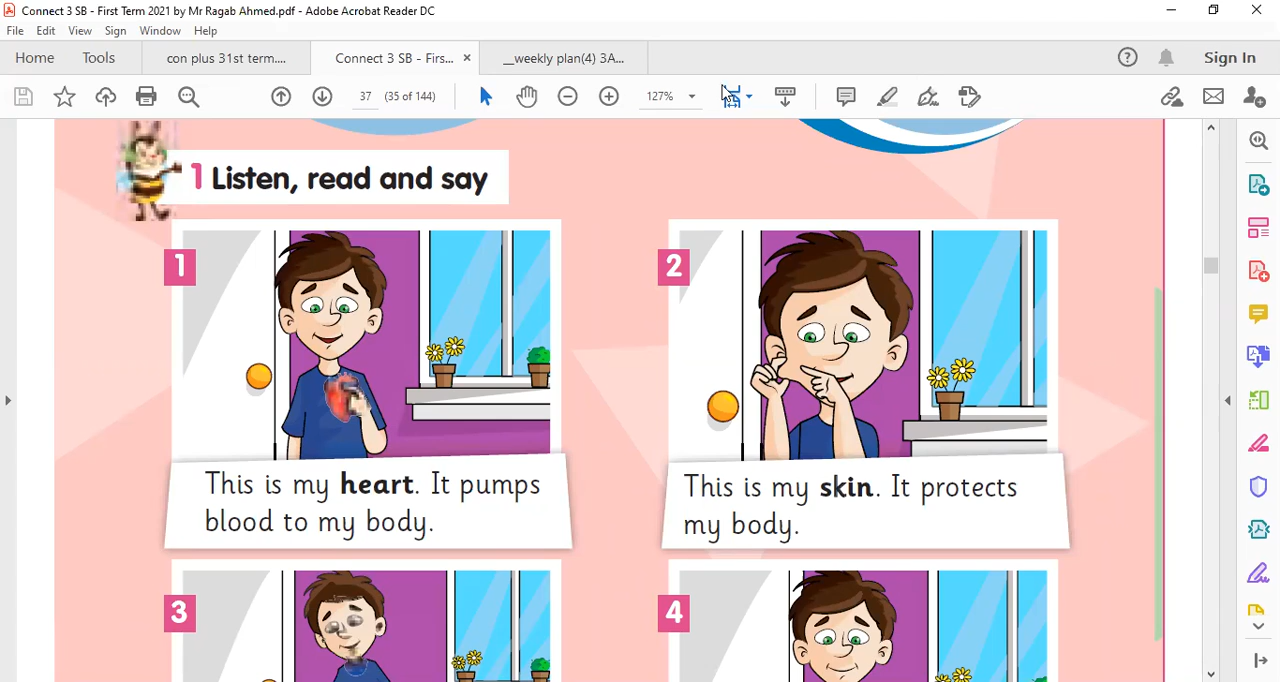 Connect 3 SB - First Term 2021 by Mr Ragab Ahmed.pdf - Adobe Acrobat Reader DC
File Edit View Sign Window Help
Home Tools con plus 31st term.... Connect 3 SB - Firs... × __weekly plan(4) 3A... Sign In
37 (35 of 144) 127%
1 Listen, read and say
1
2
This is my heart. It pumps
blood to my body.
This is my skin. It protects
my body.
3
4